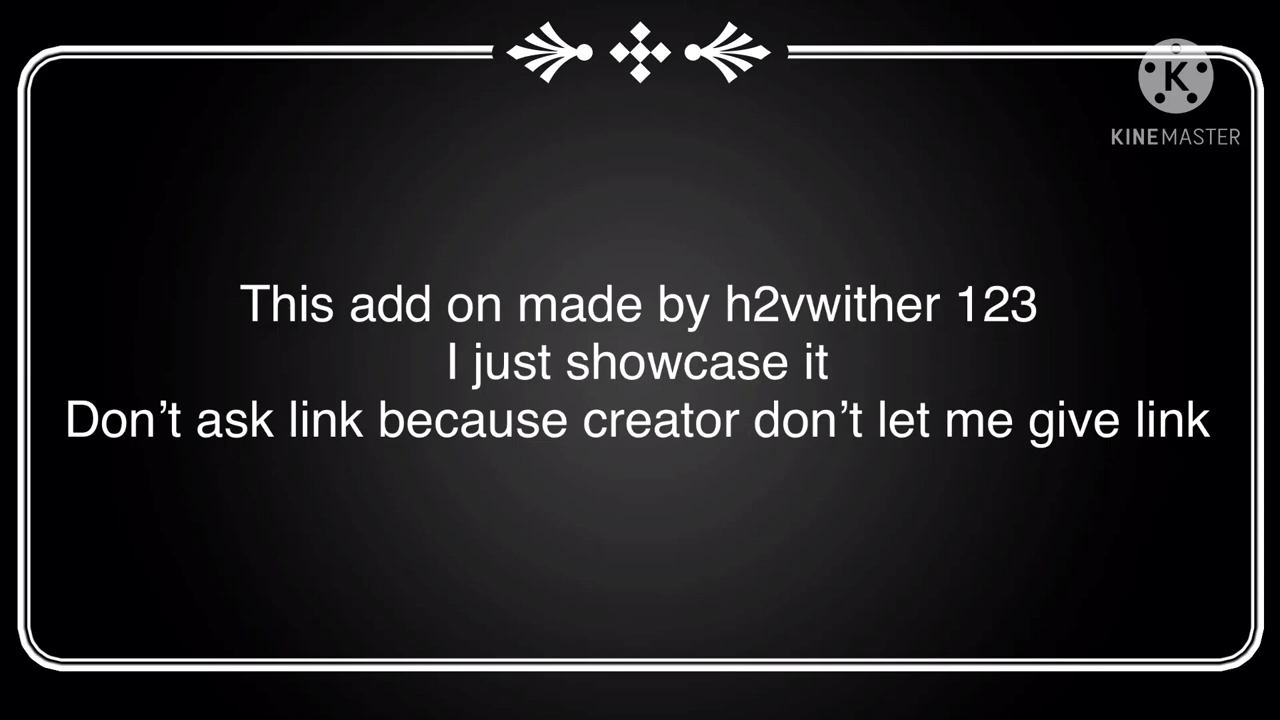 K
KINEMASTER
This add on made by h2vwither 123
I just showcase it
Don’t ask link because creator don’t let me give link